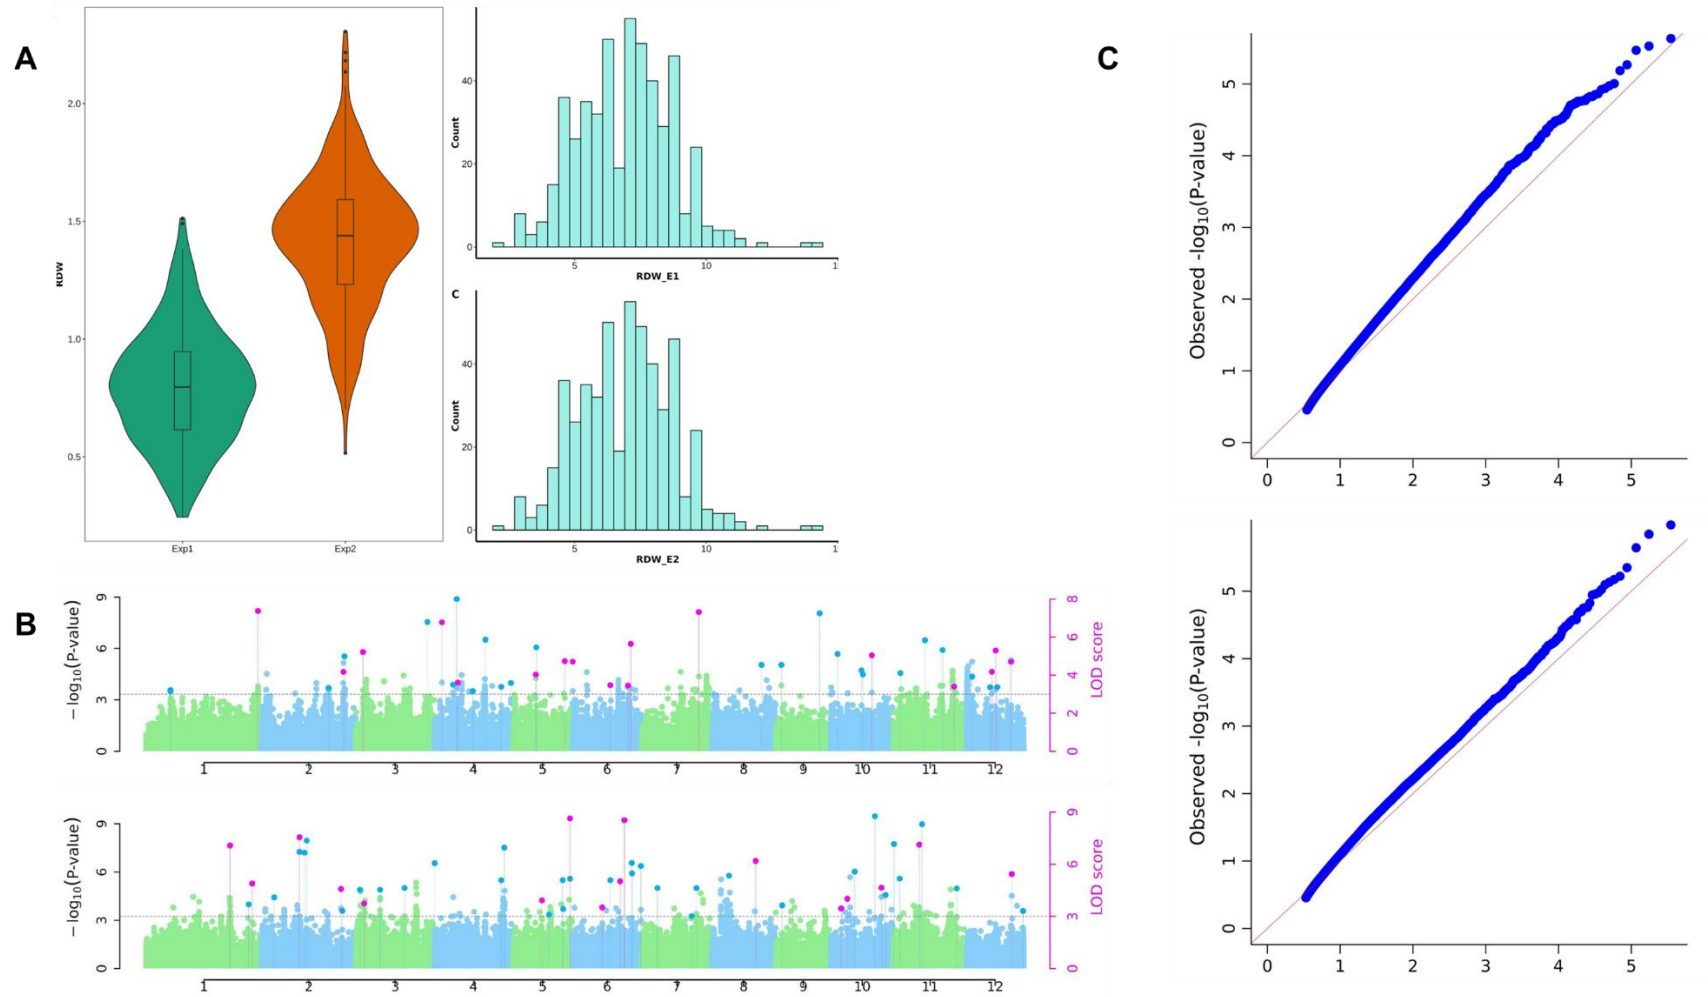 A
RDW
2.0
1.5
1.0
0.5
Exp1 Exp2
Count
40
20
0
5 10 1
RDW_E1
C
Count
40
20
0
5 10 1
RDW_E2
B
−log10(P-value)
9
6
3
0
LOD score
8
6
4
2
0
1 2 3 4 5 6 7 8 9 10 11 12
−log10(P-value)
9
6
3
0
LOD score
9
6
3
0
1 2 3 4 5 6 7 8 9 10 11 12
C
Observed -log10(P-value)
5
4
3
2
1
0
0 1 2 3 4 5
Observed -log10(P-value)
5
4
3
2
1
0
0 1 2 3 4 5